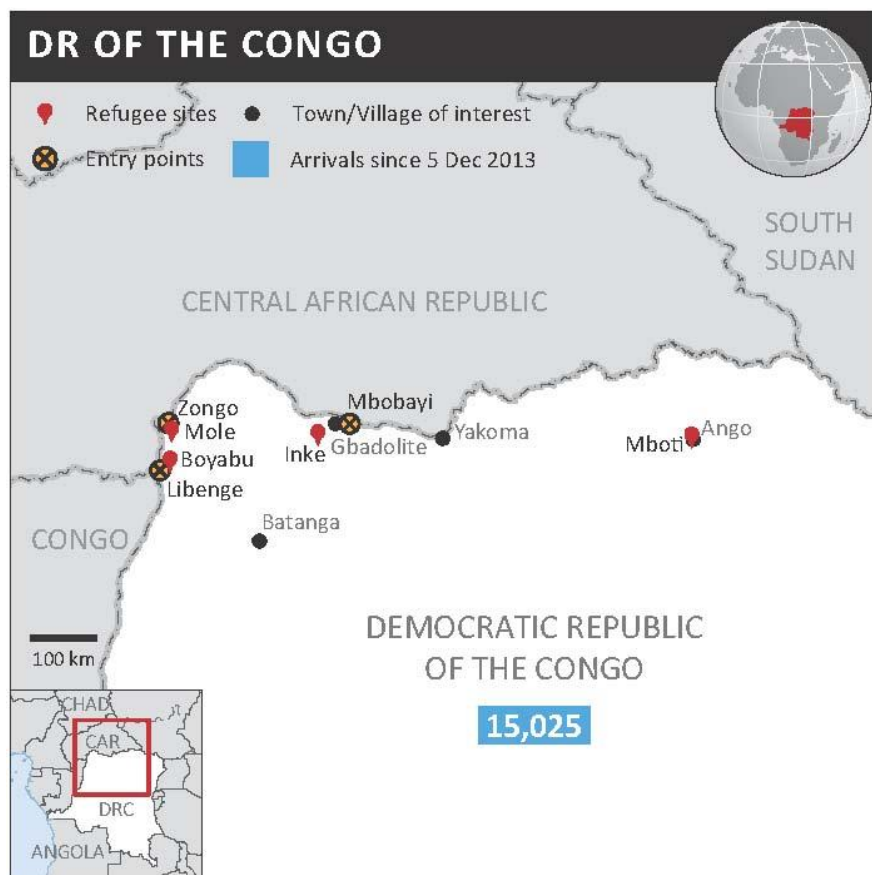 DR OF THE CONGO
Refugee sites
Town/Village of interest
Entry points
Arrivals since 5 Dec 2013
SOUTH
SUDAN
CENTRAL AFRICAN REPUBLIC
Zongo
Mole
Boyabu
Libenge
Mbobayi
Inke
Gbadolite
Yakoma
Ango
Mboti
CONGO
Batanga
DEMOCRATIC REPUBLIC
OF THE CONGO
15,025
100 km
CHAD
CAR
DRC
ANGOLA